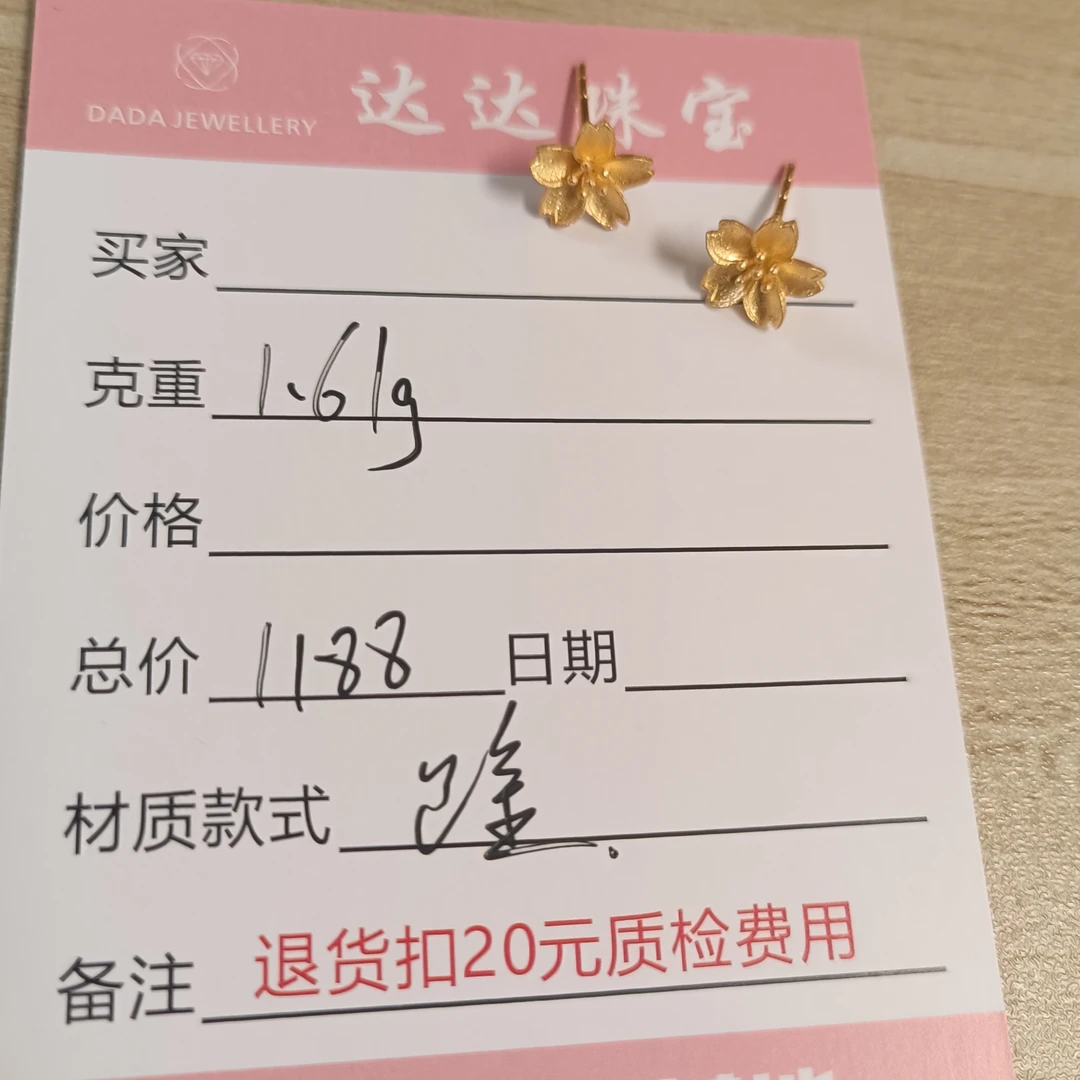 DADA JEWELLERY 达达珠宝
买家
克重 1.61g
价格
总价 1188 日期
材质款式
备注 退货扣20元质检费用